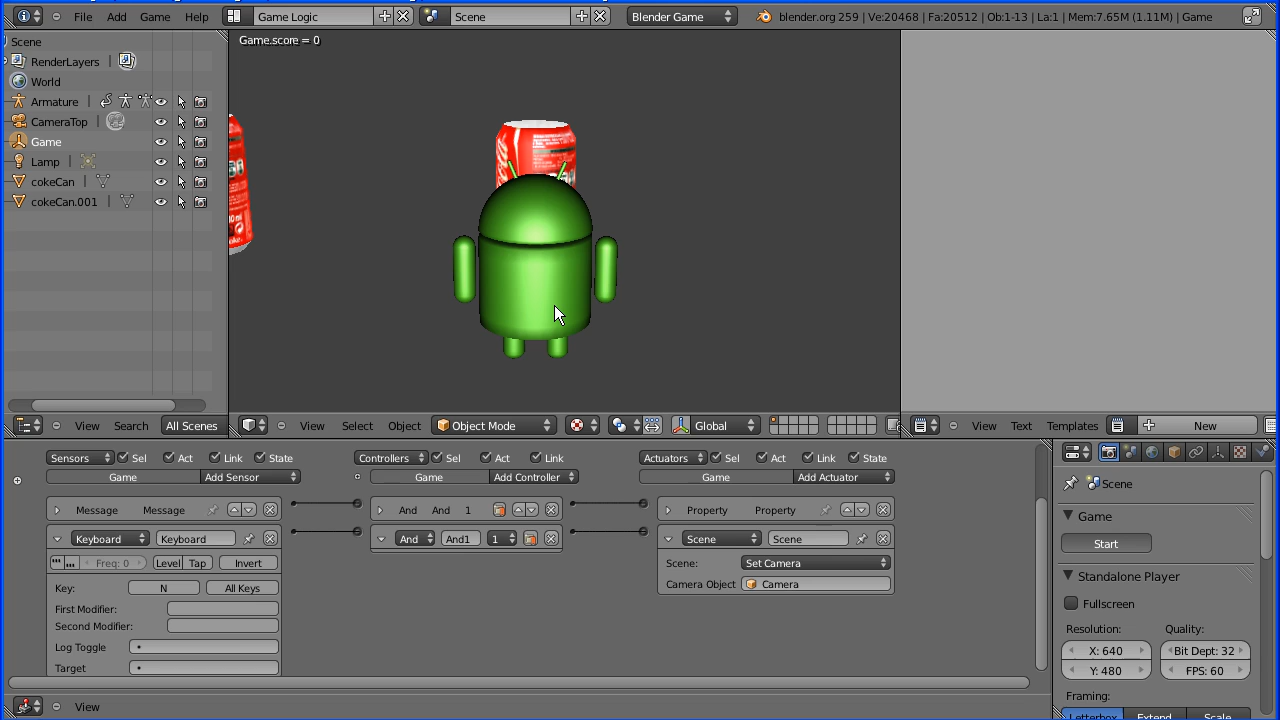 File Add Game Help Game Logic Scene Blender Game blender.org 259 | Ve:20468 | Fa:20512 | Ob:1-13 | La:1 | Mem:7.65M (1.11M) | Game
Scene
RenderLayers
World
Armature
CameraTop
Game
Lamp
cokeCan
cokeCan.001
Game.score = 0
View Search All Scenes
View Select Object Object Mode Global
View Text Templates New
Sensors Sel Act Link State Controllers Sel Act Link Actuators Sel Act Link State
Game Add Sensor Game Add Controller Game Add Actuator
Message Message And And 1 Property Property
Keyboard Keyboard And And1 1 Scene Scene
Freq: 0 Level Tap Invert Scene: Set Camera
Key: N All Keys Camera Object Camera
First Modifier:
Second Modifier:
Log Toggle
Target
View
Scene
Game
Start
Standalone Player
Fullscreen
Resolution: Quality:
X: 640 Bit Dept: 32
Y: 480 FPS: 60
Framing:
Letterbox Extend Scale